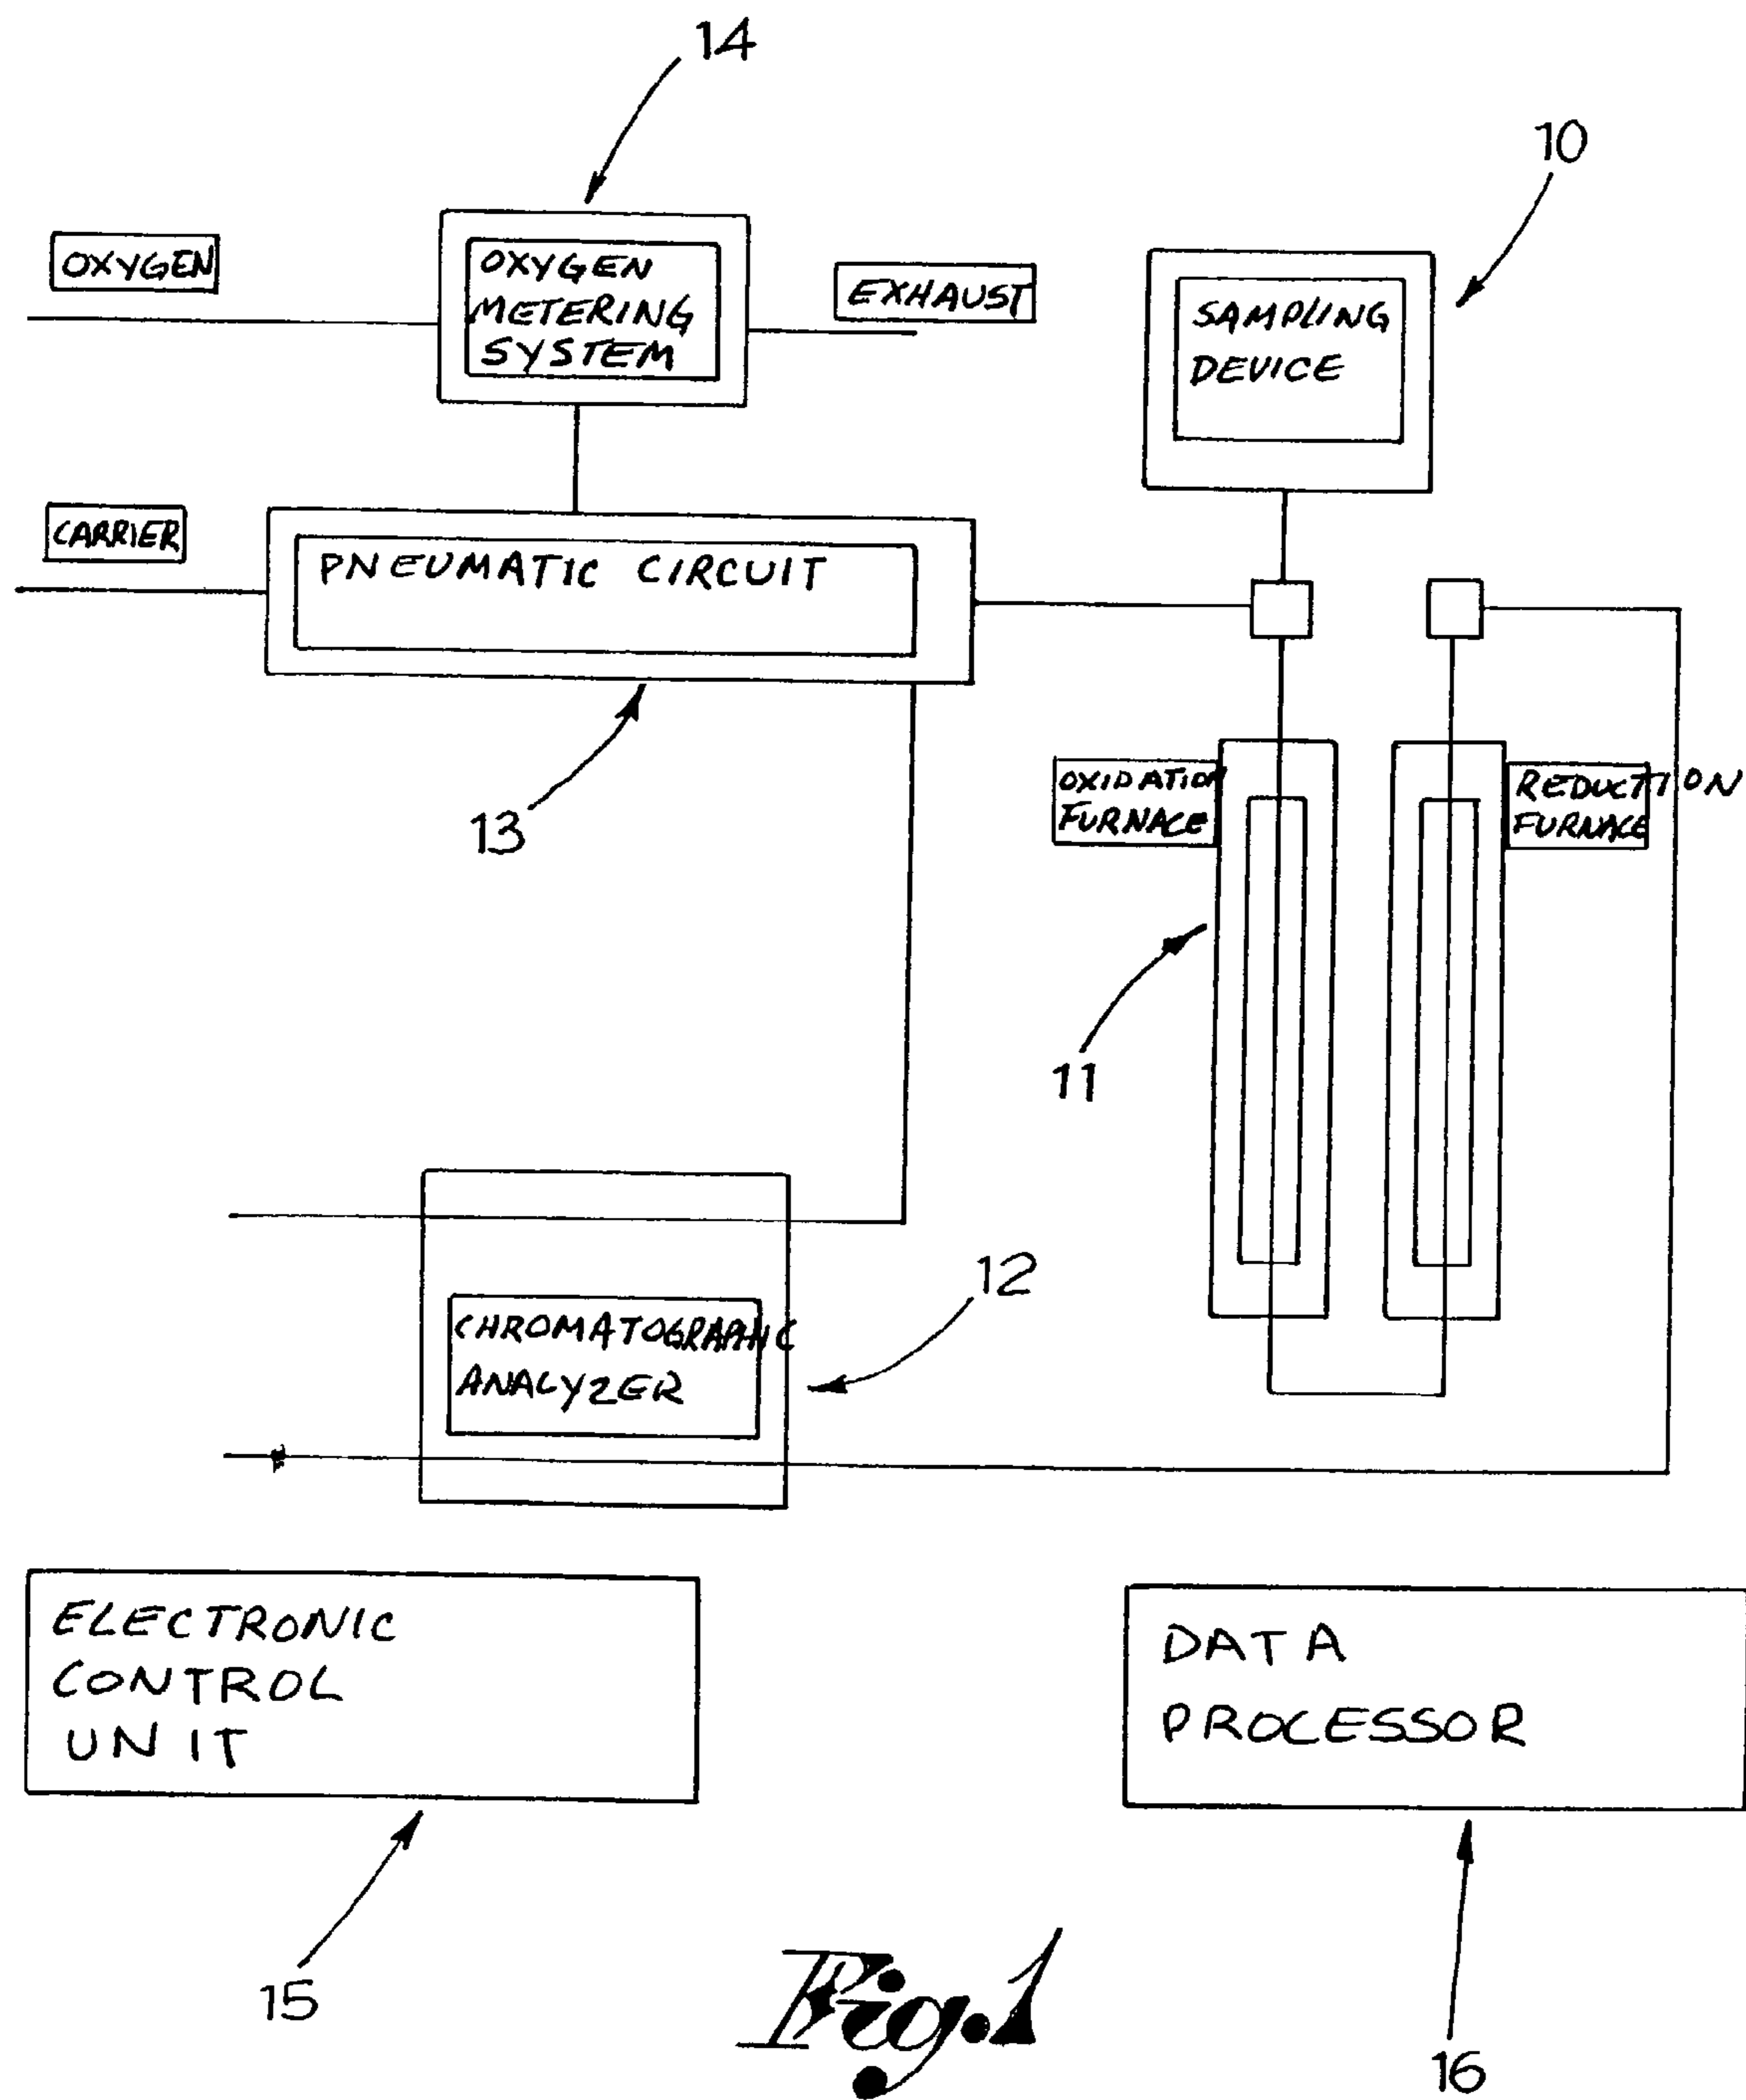 14
10
OXYGEN
OXYGEN
METERING
SYSTEM
EXHAUST
SAMPLING
DEVICE
CARRIER
PNEUMATIC CIRCUIT
13
OXIDATION
FURNACE
REDUCTION
FURNACE
11
12
CHROMATOGRAPHIC
ANALYZER
ELECTRONIC
CONTROL
UNIT
DATA
PROCESSOR
15
Fig.1
16